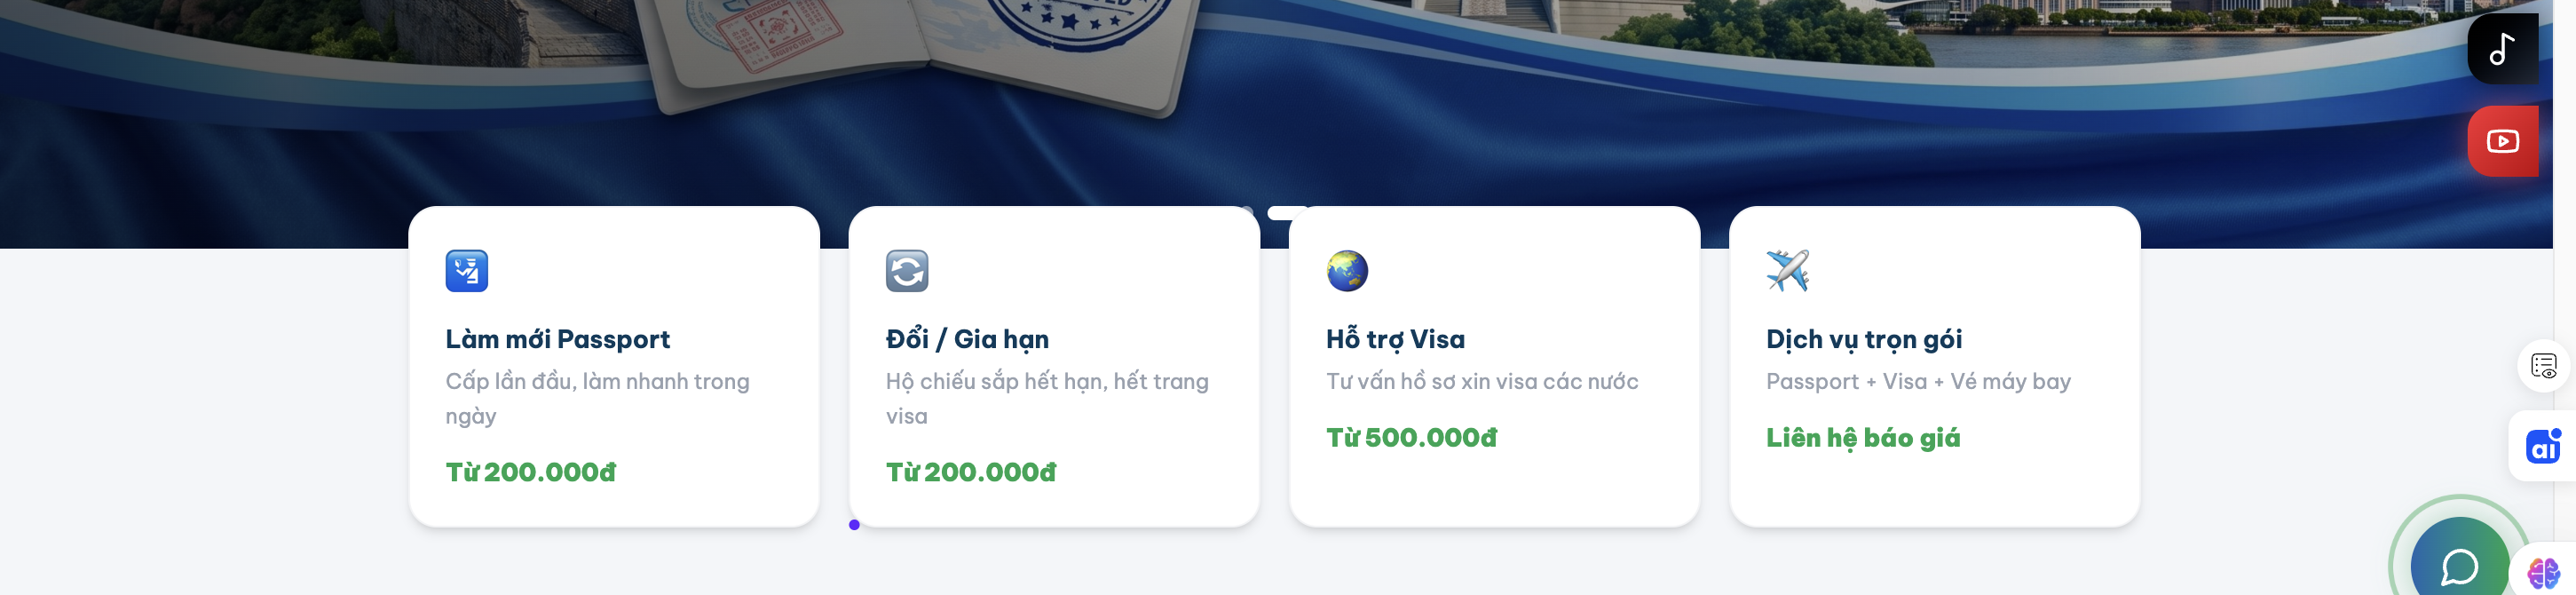 Làm mới Passport
Cấp lần đầu, làm nhanh trong
ngày
Từ 200.000đ
Đổi / Gia hạn
Hộ chiếu sắp hết hạn, hết trang
visa
Từ 200.000đ
Hỗ trợ Visa
Tư vấn hồ sơ xin visa các nước
Từ 500.000đ
Dịch vụ trọn gói
Passport + Visa + Vé máy bay
Liên hệ báo giá
ai